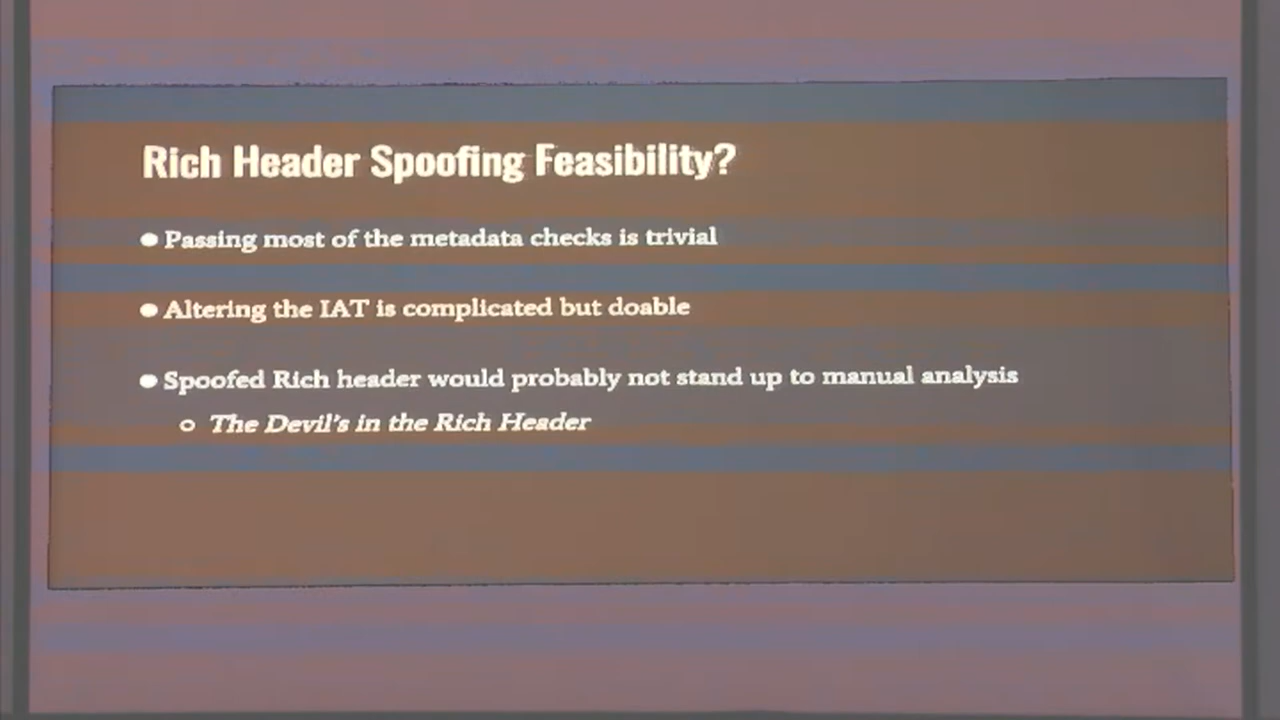 Rich Header Spoofing Feasibility?
● Passing most of the metadata checks is trivial
● Altering the IAT is complicated but doable
● Spoofed Rich header would probably not stand up to manual analysis
○ The Devil's in the Rich Header